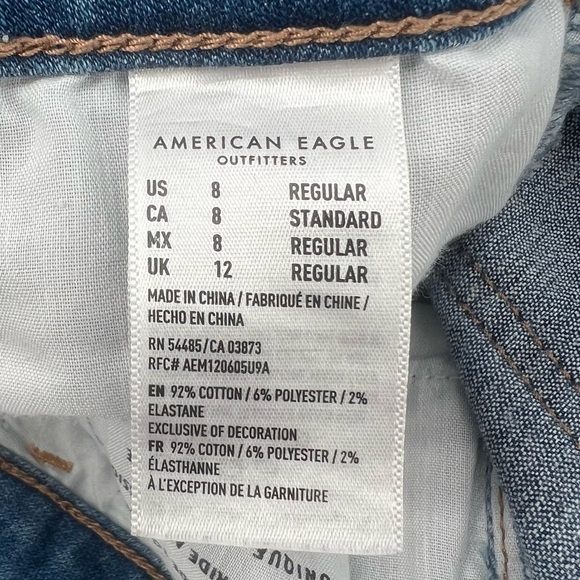 AMERICAN EAGLE
OUTFITTERS
US 8 REGULAR
CA 8 STANDARD
MX 8 REGULAR
UK 12 REGULAR
MADE IN CHINA / FABRIQUÉ EN CHINE /
HECHO EN CHINA
RN 54485/CA 03873
RFC# AEM120605U9A
EN 92% COTTON / 6% POLYESTER / 2%
ELASTANE
EXCLUSIVE OF DECORATION
FR 92% COTON / 6% POLYESTER / 2%
ÉLASTHANNE
À L'EXCEPTION DE LA GARNITURE